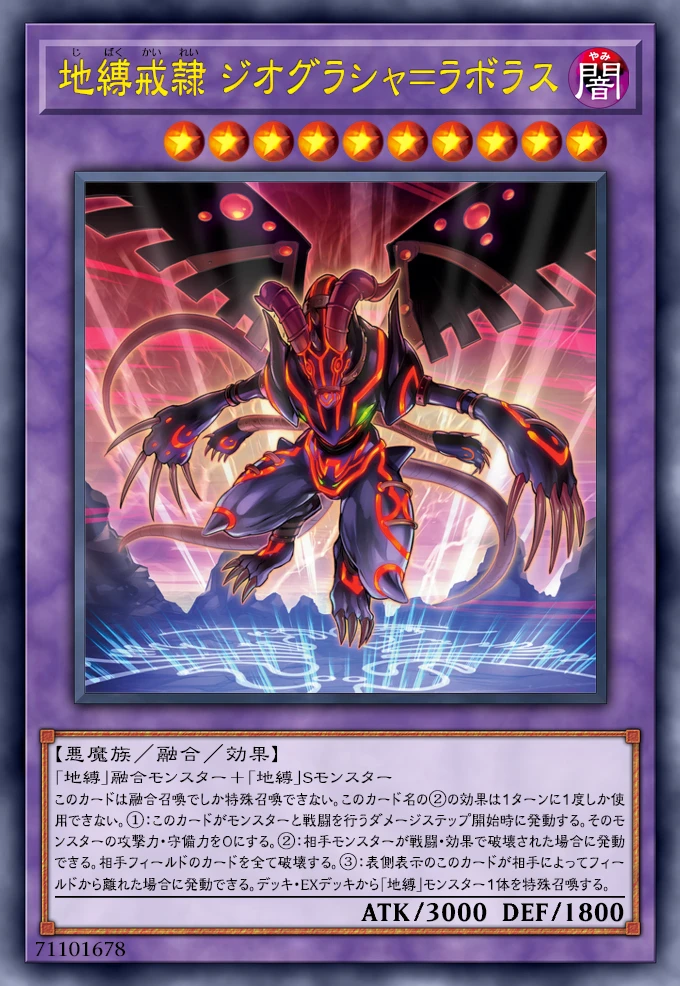 じ ばく かい れい
地縛戒隷 ジオグラシャ=ラボラス
やみ
闇
【悪魔族/融合/効果】
「地縛」融合モンスター+「地縛」Sモンスター
このカードは融合召喚でしか特殊召喚できない。このカード名の②の効果は1ターンに1度しか使
用できない。①:このカードがモンスターと戦闘を行うダメージステップ開始時に発動する。そのモ
ンスターの攻撃力・守備力を0にする。②:相手モンスターが戦闘・効果で破壊された場合に発動
できる。相手フィールドのカードを全て破壊する。③:表側表示のこのカードが相手によってフィー
ルドから離れた場合に発動できる。デッキ・EXデッキから「地縛」モンスター1体を特殊召喚する。
ATK/3000 DEF/1800
71101678